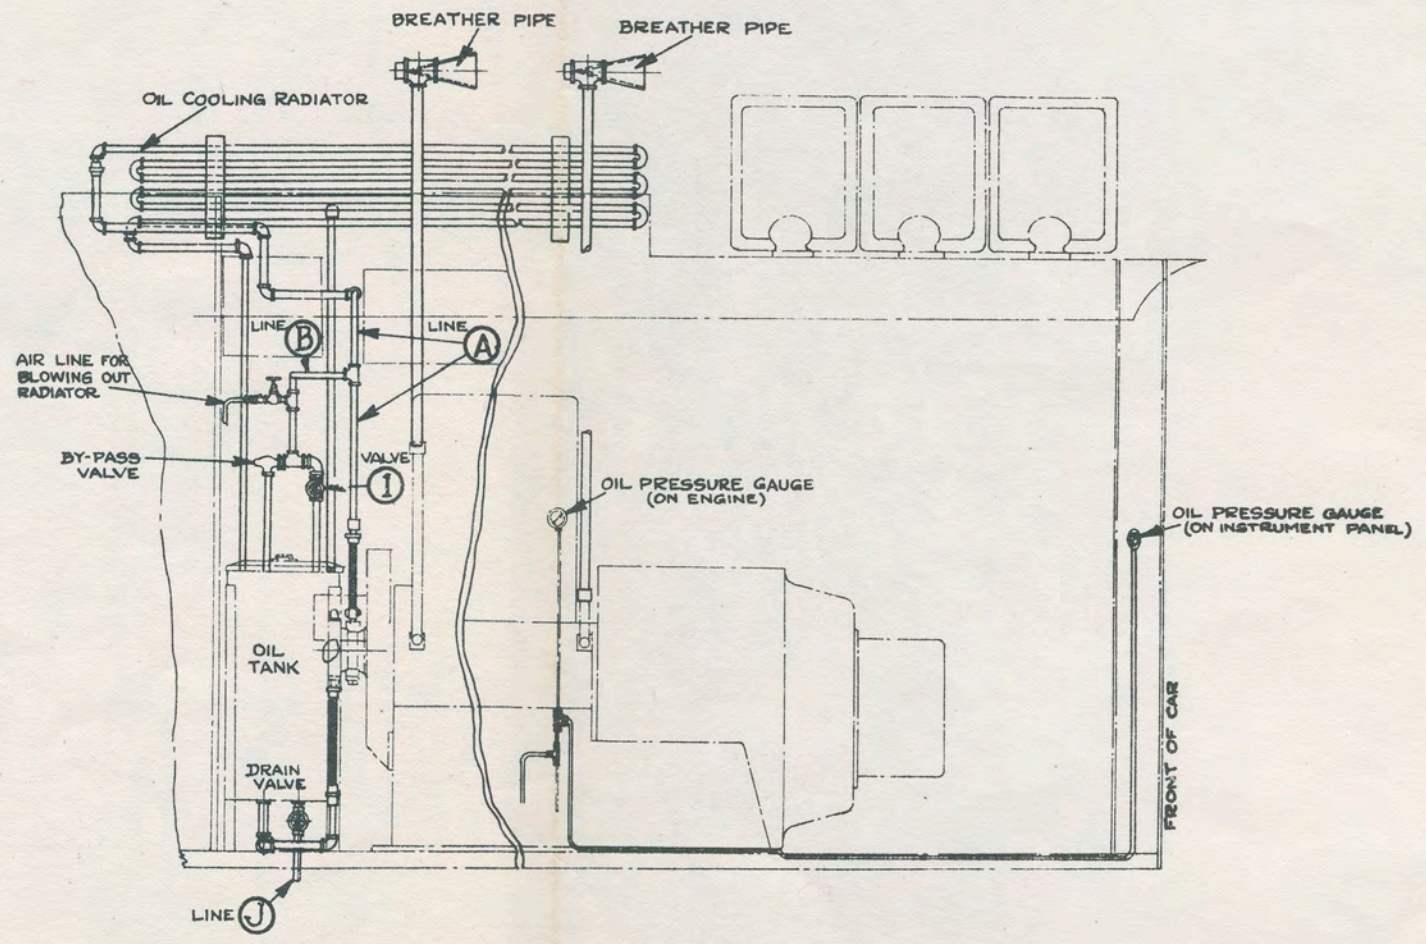 BREATHER PIPE
BREATHER PIPE
OIL COOLING RADIATOR
LINE B
LINE A
AIR LINE FOR
BLOWING OUT
RADIATOR
BY-PASS
VALVE
VALVE
1
OIL PRESSURE GAUGE
(ON ENGINE)
OIL PRESSURE GAUGE
(ON INSTRUMENT PANEL)
OIL
TANK
DRAIN
VALVE
FRONT OF CAR
LINE J